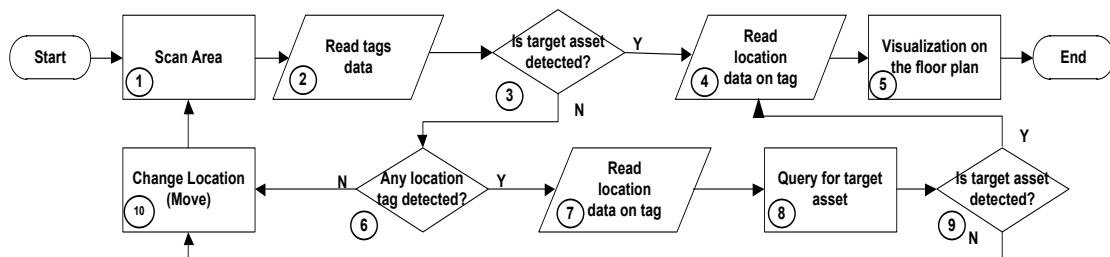 Start
Scan Area
1
Read tags
data
2
Is target asset
detected?
3
Y
N
Read
location
data on tag
4
Visualization on
the floor plan
5
End
Change Location
(Move)
10
N
Any location
tag detected?
6
Y
Read
location
data on tag
7
Query for target
asset
8
Is target asset
detected?
9
Y
N